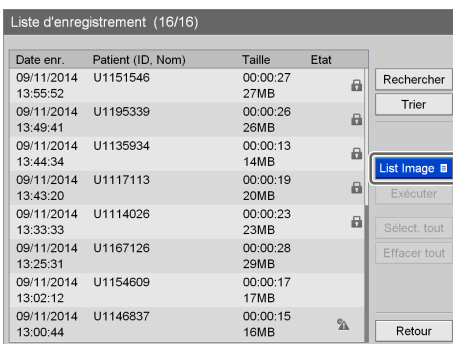 Liste d'enregistrement (16/16)
Date enr. Patient (ID, Nom) Taille Etat
09/11/2014 U1151546 00:00:27
13:55:52 27MB
09/11/2014 U1195339 00:00:26
13:49:41 26MB
09/11/2014 U1135934 00:00:13
13:44:34 14MB
09/11/2014 U1117113 00:00:19
13:43:20 20MB
09/11/2014 U1114026 00:00:23
13:33:33 23MB
09/11/2014 U1167126 00:00:28
13:25:31 29MB
09/11/2014 U1154609 00:00:17
13:02:12 17MB
09/11/2014 U1146837 00:00:15
13:00:44 16MB
Rechercher
Trier
List Image
Exécuter
Sélect. tout
Effacer tout
Retour